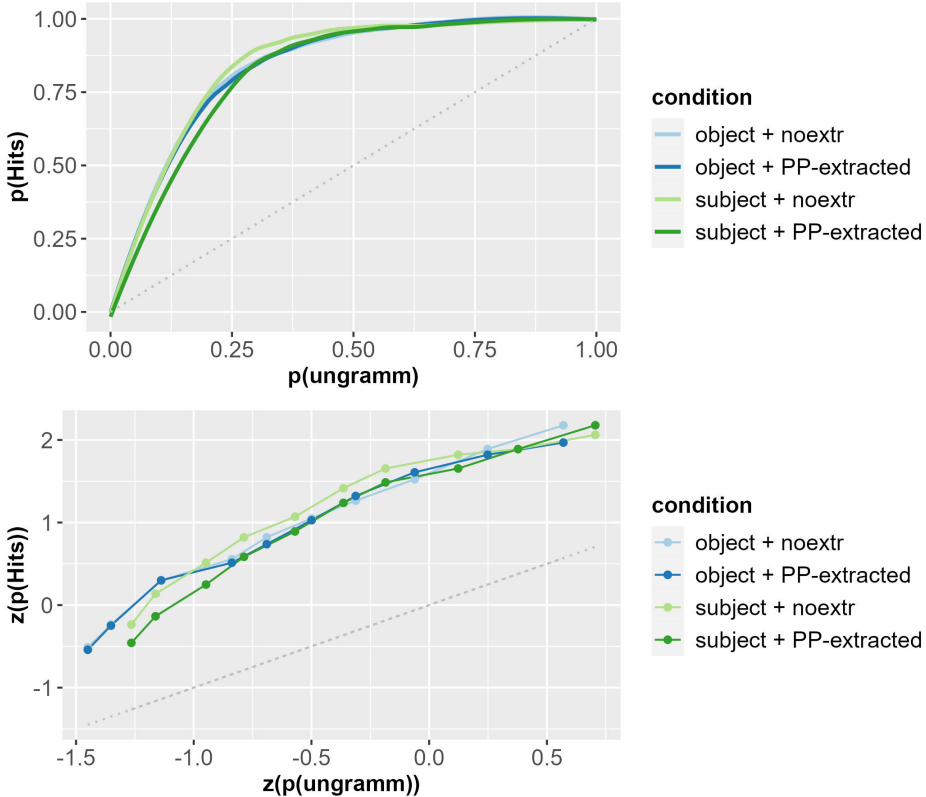 1.00
0.75
0.50
0.25
0.00
p(Hits)
0.00 0.25 0.50 0.75 1.00
p(ungramm)
condition
object + noextr
object + PP-extracted
subject + noextr
subject + PP-extracted
2
1
0
-1
z(p(Hits))
-1.5 -1.0 -0.5 0.0 0.5
z(p(ungramm))
condition
object + noextr
object + PP-extracted
subject + noextr
subject + PP-extracted